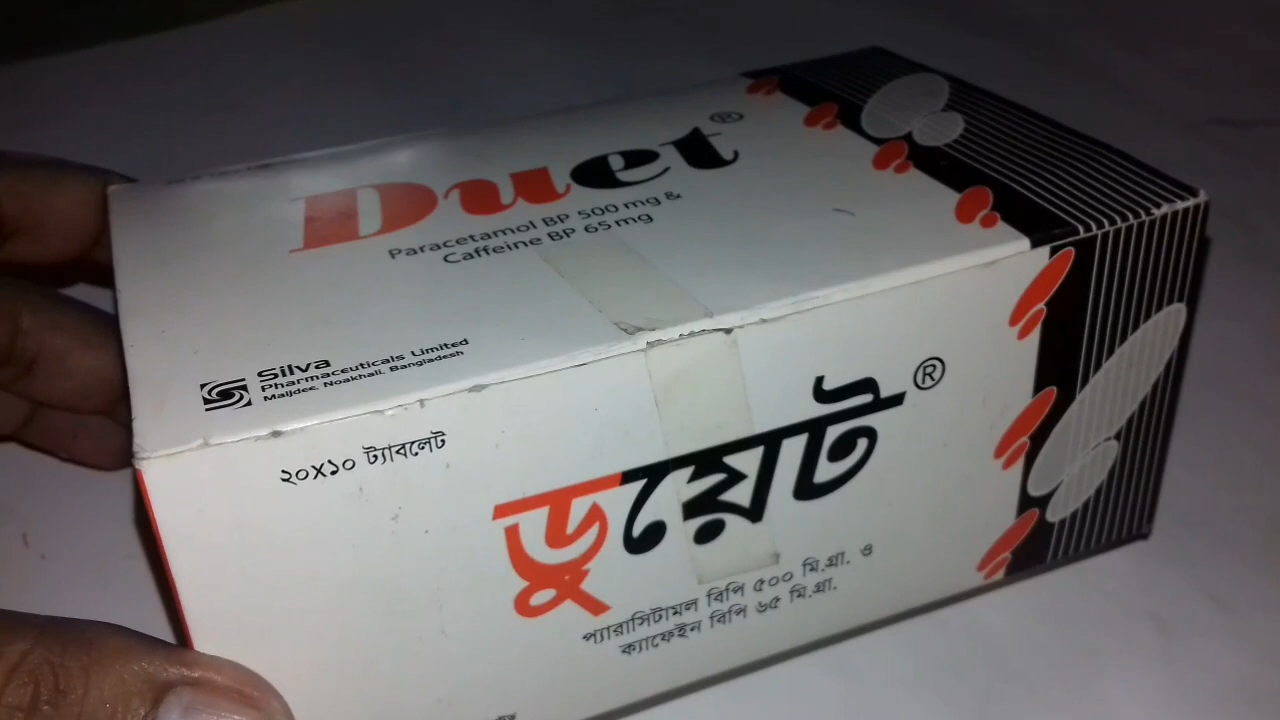 Duet®
Paracetamol BP 500 mg &
Caffeine BP 65 mg
Silva
Pharmaceuticals Limited
Maijdee, Noakhali, Bangladesh
২০X১০ ট্যাবলেট
ডুয়েট®
প্যারাসিটামল বিপি ৫০০ মি.গ্রা. ও
ক্যাফেইন বিপি ৬৫ মি.গ্রা.